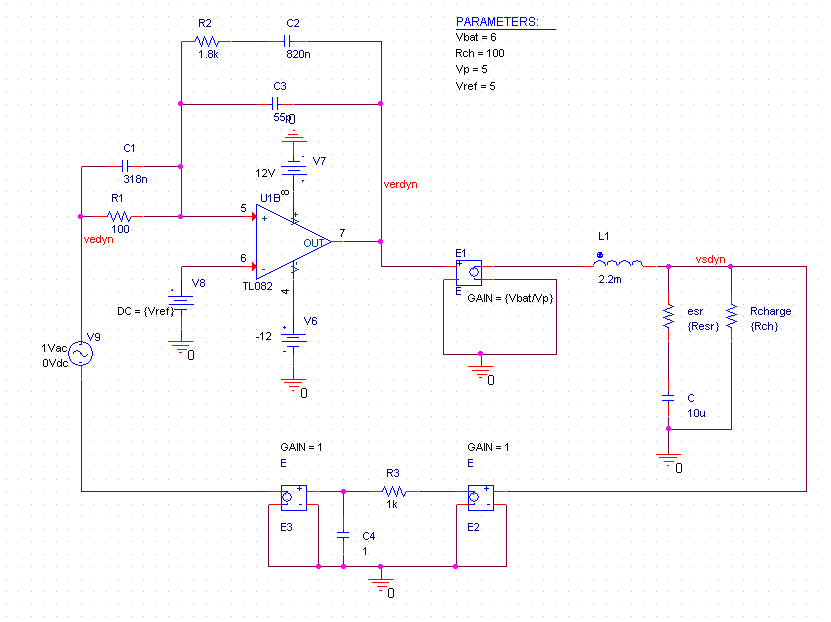 R2
C2
PARAMETERS:
1.8k
820n
Vbat = 6
Rch = 100
Vp = 5
Vref = 5
C3
55p
0
C1
318n
12V
V7
8
verdyn
R1
100
5
U1B
+
V+
vedyn
OUT
7
6
-
V-
TL082
4
V8
DC = {Vref}
0
V6
-12
0
V9
1Vac
0Vdc
E1
E
GAIN = {Vbat/Vp}
0
L1
2.2m
vsdyn
esr
{Resr}
Rcharge
{Rch}
C
10u
0
GAIN = 1
E
E3
R3
1k
C4
1
GAIN = 1
E
E2
0